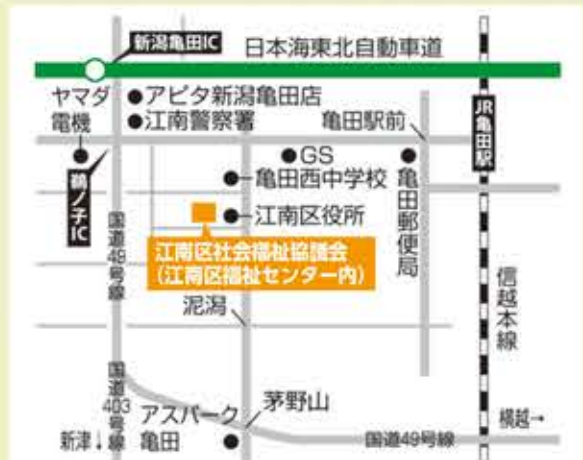 新潟亀田IC
日本海東北自動車道
ヤマダ
電機
アピタ新潟亀田店
江南警察署
亀田駅前
JR亀田駅
GS
亀田西中学校
鵜ノ子IC
江南区役所
亀田郵便局
国道49号線
江南区社会福祉協議会
(江南区福祉センター内)
信越本線
泥潟
国道403号線
アスパーク
亀田
茅野山
横越→
新津↓
国道49号線